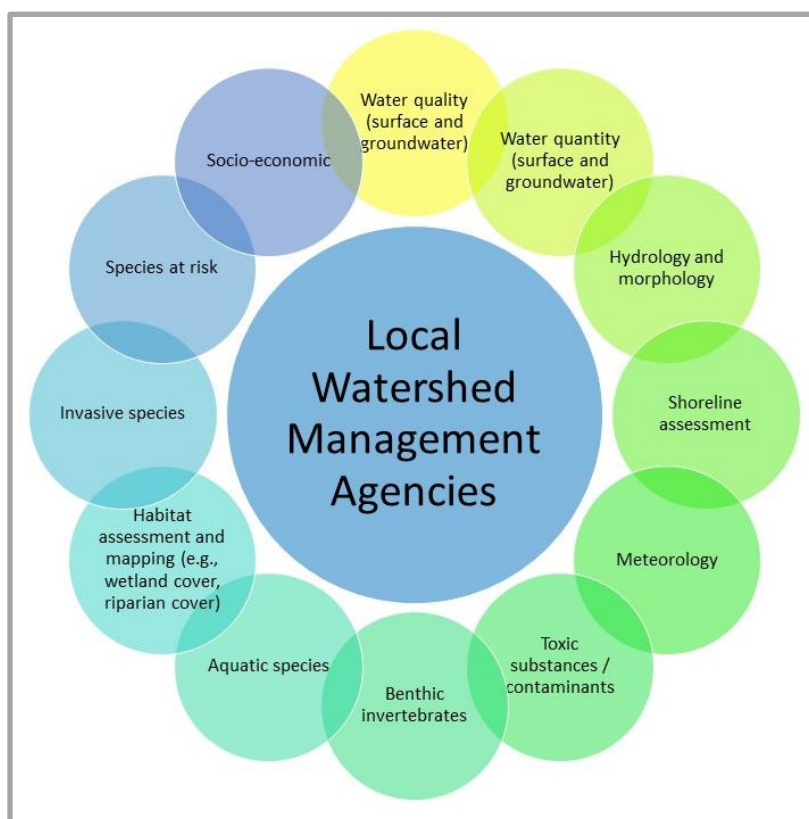 Water quality
(surface and
groundwater)
Water quantity
(surface and
groundwater)
Hydrology and
morphology
Shoreline
assessment
Meteorology
Toxic
substances /
contaminants
Benthic
invertebrates
Aquatic species
Habitat
assessment and
mapping (e.g.,
wetland cover,
riparian cover)
Invasive species
Species at risk
Socio-economic
Local
Watershed
Management
Agencies